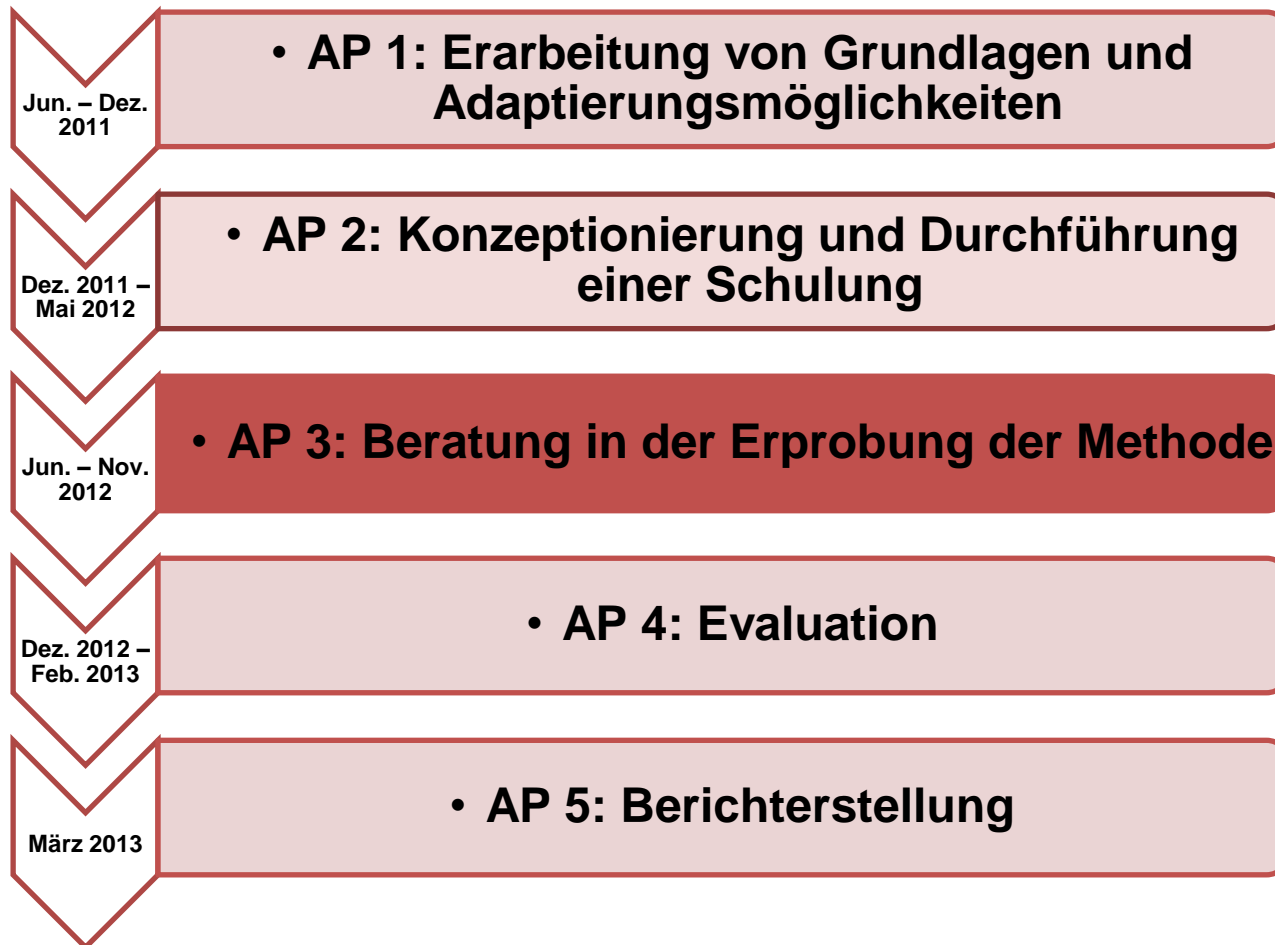 Jun. – Dez.
2011
• AP 1: Erarbeitung von Grundlagen und
Adaptierungsmöglichkeiten
Dez. 2011 –
Mai 2012
• AP 2: Konzeptionierung und Durchführung
einer Schulung
Jun. – Nov.
2012
• AP 3: Beratung in der Erprobung der Methode
Dez. 2012 –
Feb. 2013
• AP 4: Evaluation
März 2013
• AP 5: Berichterstellung